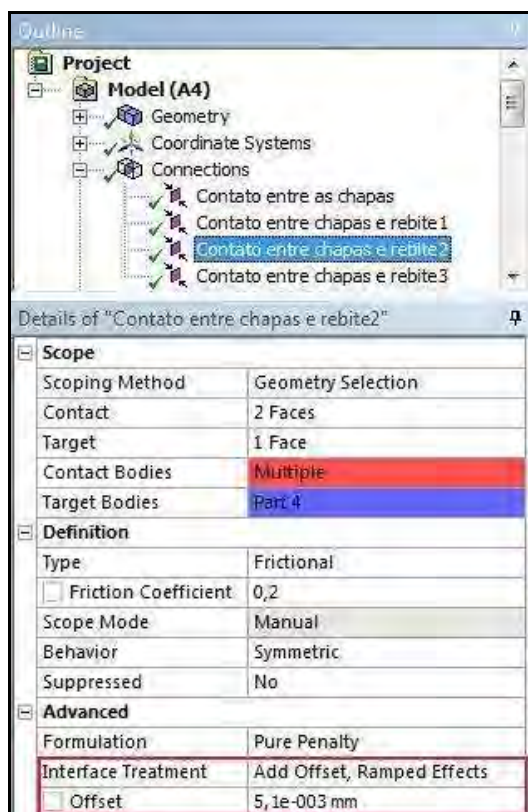 Outline
Project
Model (A4)
Geometry
Coordinate Systems
Connections
Contato entre as chapas
Contato entre chapas e rebite1
Contato entre chapas e rebite2
Contato entre chapas e rebite3
Details of "Contato entre chapas e rebite2"
Scope
Scoping Method Geometry Selection
Contact 2 Faces
Target 1 Face
Contact Bodies Multiple
Target Bodies Part 4
Definition
Type Frictional
Friction Coefficient 0,2
Scope Mode Manual
Behavior Symmetric
Suppressed No
Advanced
Formulation Pure Penalty
Interface Treatment Add Offset, Ramped Effects
Offset 5,1e-003 mm